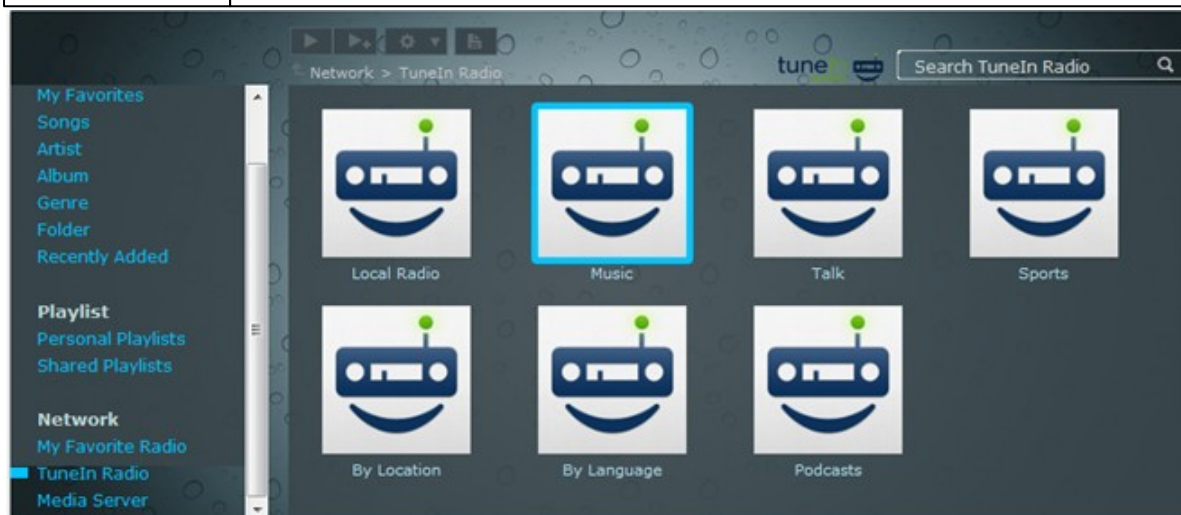 Network > TuneIn Radio
tune
Search TuneIn Radio
My Favorites
Songs
Artist
Album
Genre
Folder
Recently Added
Playlist
Personal Playlists
Shared Playlists
Network
My Favorite Radio
TuneIn Radio
Media Server
Local Radio
Music
Talk
Sports
By Location
By Language
Podcasts